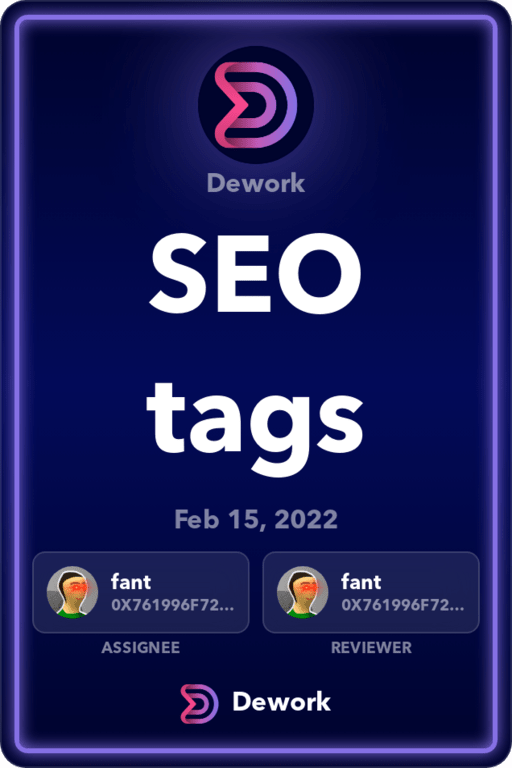 Dework
SEO
tags
Feb 15, 2022
fant
0X761996F72...
ASSIGNEE
fant
0X761996F72...
REVIEWER
Dework